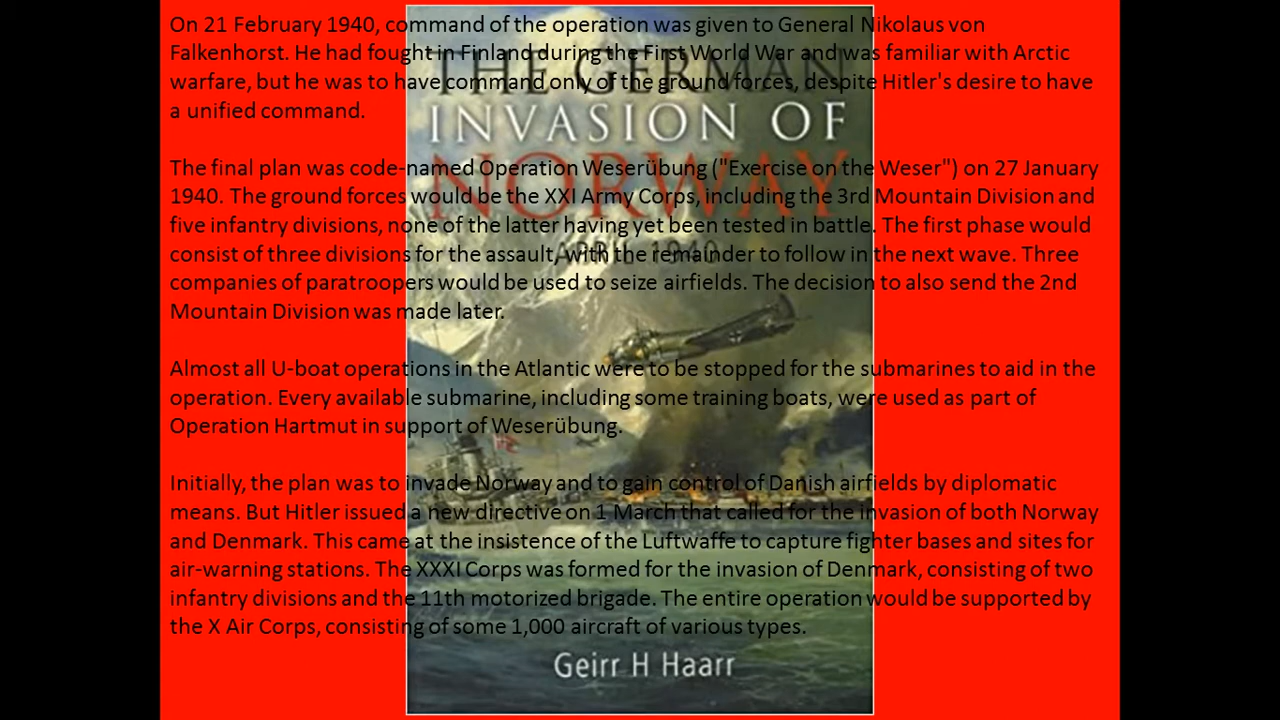 On 21 February 1940, command of the operation was given to General Nikolaus von
Falkenhorst. He had fought in Finland during the First World War and was familiar with Arctic
warfare, but he was to have command only of the ground forces, despite Hitler's desire to have
a unified command.
The final plan was code-named Operation Weserübung ("Exercise on the Weser") on 27 January
1940. The ground forces would be the XXI Army Corps, including the 3rd Mountain Division and
five infantry divisions, none of the latter having yet been tested in battle. The first phase would
consist of three divisions for the assault, with the remainder to follow in the next wave. Three
companies of paratroopers would be used to seize airfields. The decision to also send the 2nd
Mountain Division was made later.
Almost all U-boat operations in the Atlantic were to be stopped for the submarines to aid in the
operation. Every available submarine, including some training boats, were used as part of
Operation Hartmut in support of Weserübung.
Initially, the plan was to invade Norway and to gain control of Danish airfields by diplomatic
means. But Hitler issued a new directive on 1 March that called for the invasion of both Norway
and Denmark. This came at the insistence of the Luftwaffe to capture fighter bases and sites for
air-warning stations. The XXXI Corps was formed for the invasion of Denmark, consisting of two
infantry divisions and the 11th motorized brigade. The entire operation would be supported by
the X Air Corps, consisting of some 1,000 aircraft of various types.
THE GERMAN
INVASION OF
NORWAY
APRIL 1940
Geirr H Haarr